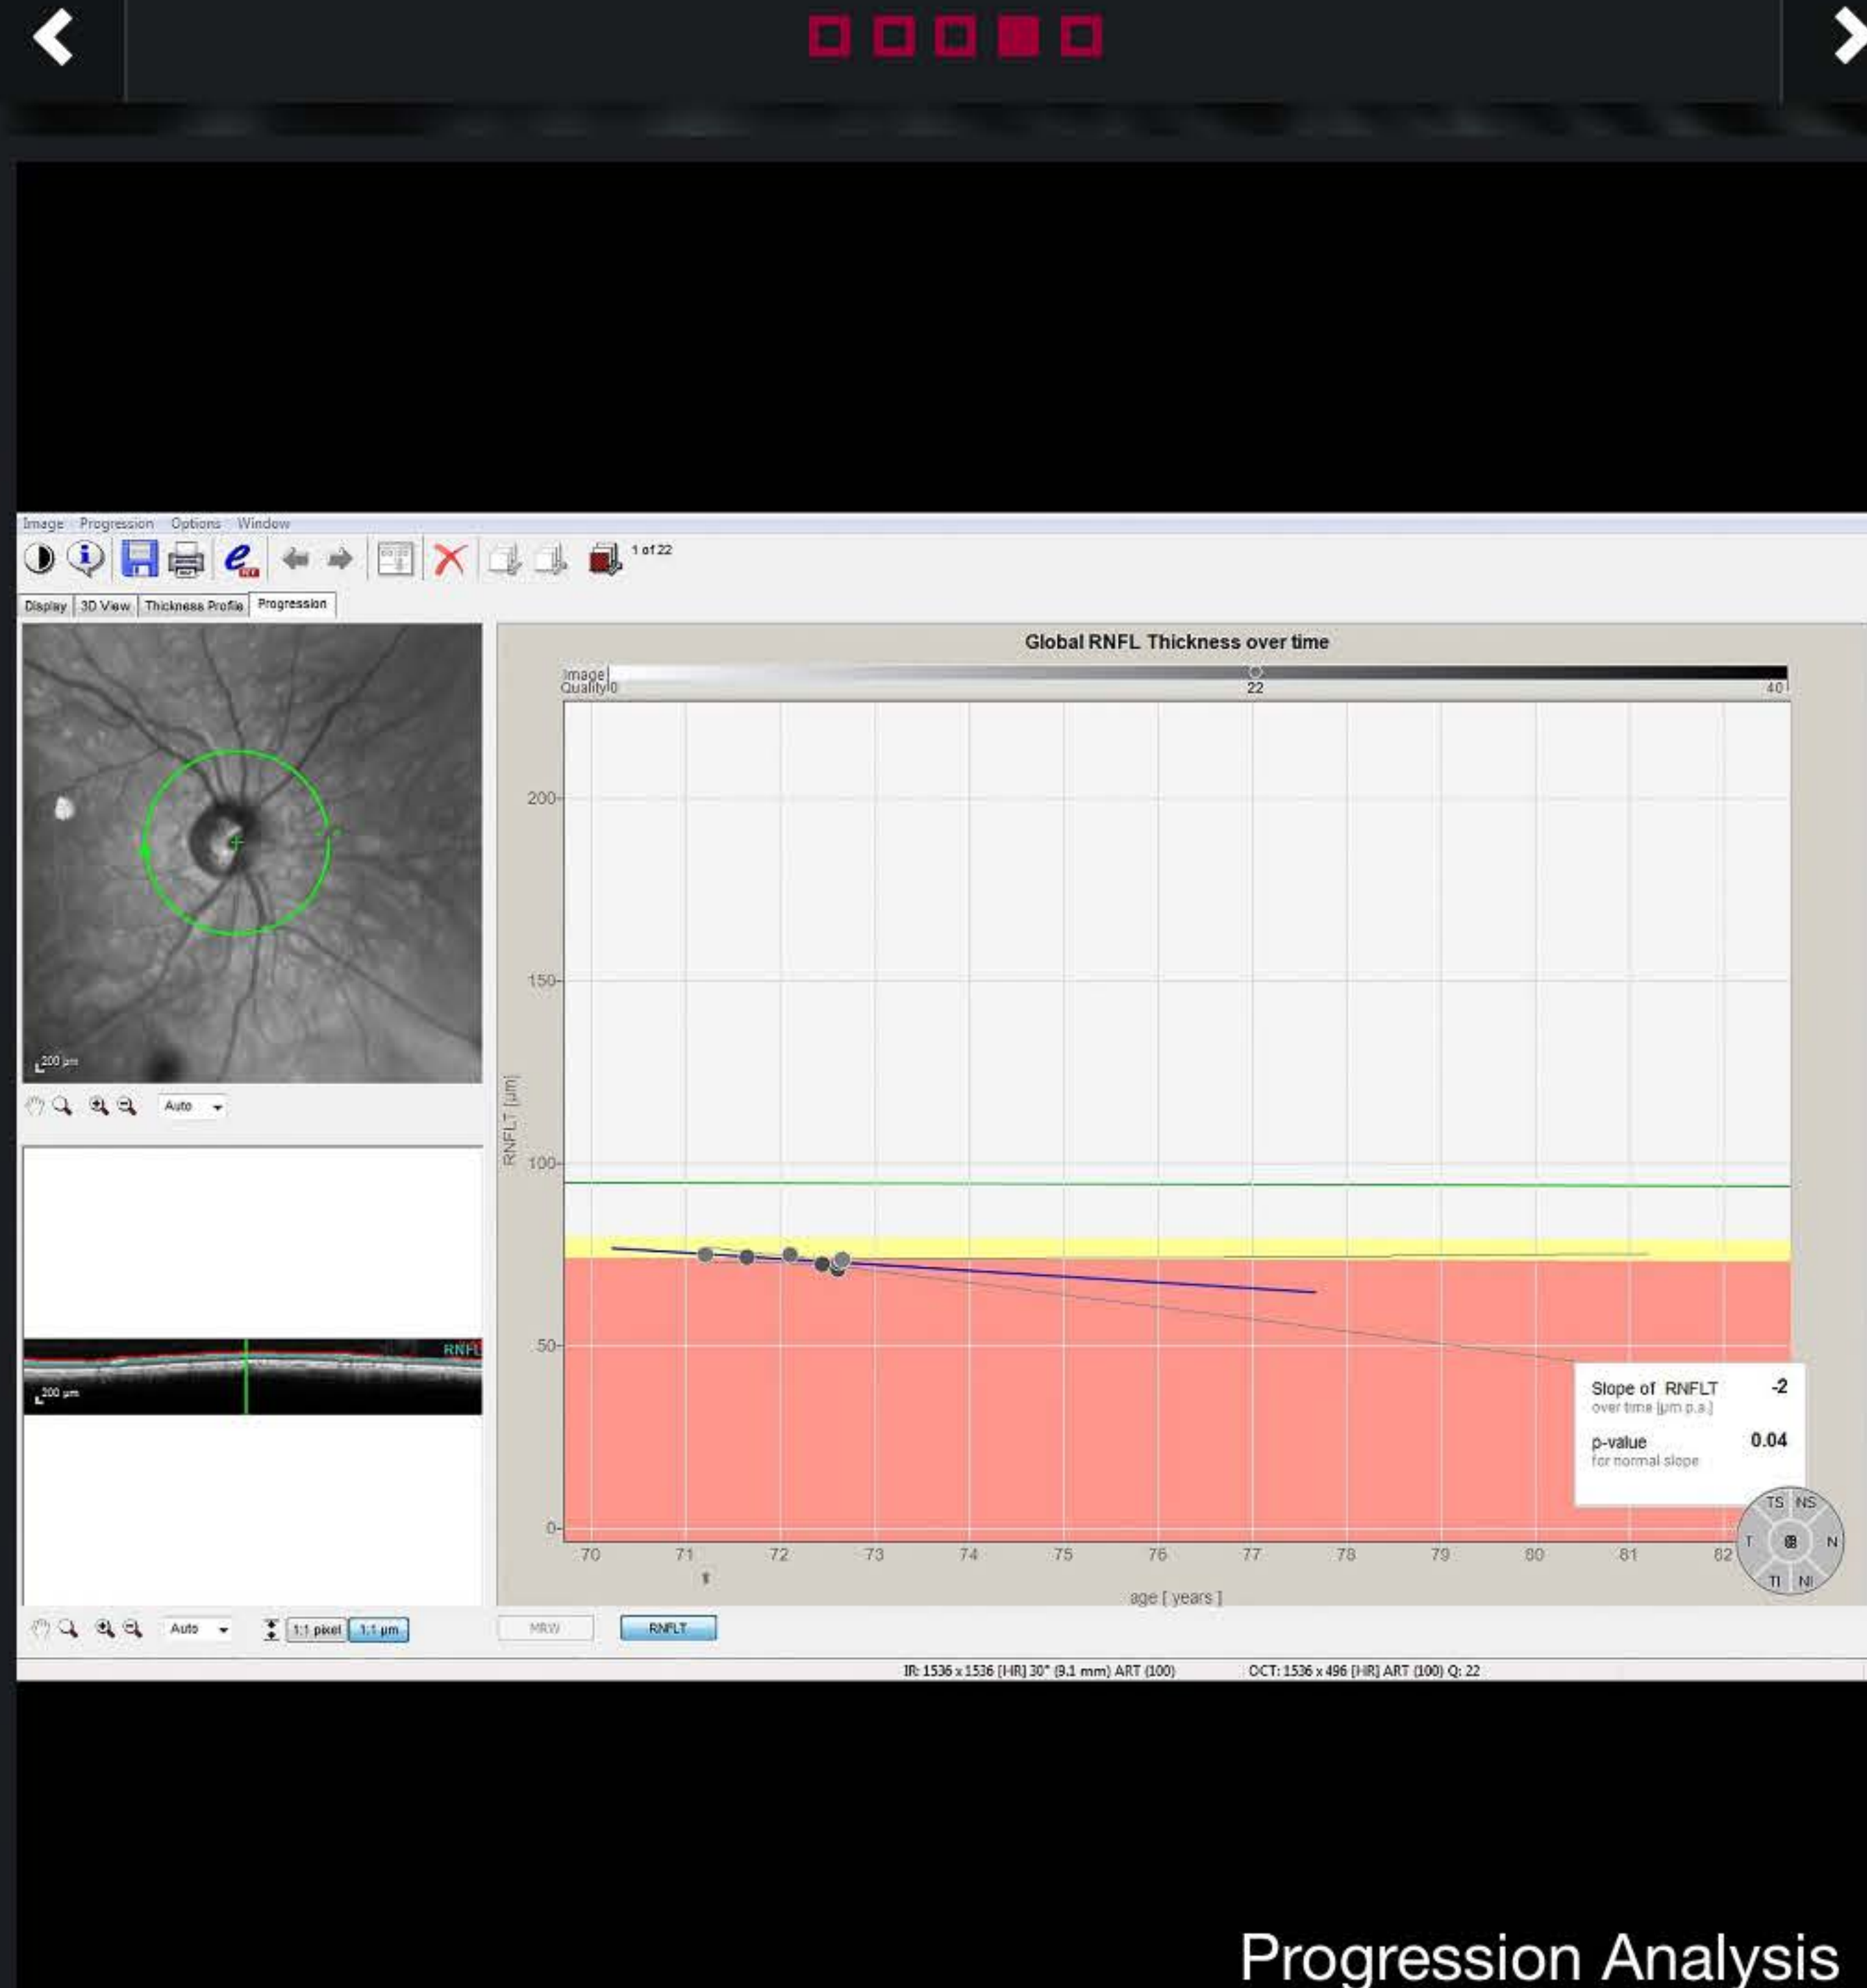 Image Progression Options Window
1 of 22
Display 3D View Thickness Profile Progression
200 µm
Auto
RNFL
200 µm
Auto 1:1 pixel 1:1 µm
Global RNFL Thickness over time
Image
Quality 0 22 40
200
150
100
50
0
RNFLT [µm]
70 71 72 73 74 75 76 77 78 79 80 81 82
age [ years ]
Slope of RNFLT -2
over time [µm p.a.]
p-value 0.04
for normal slope
TS NS
T G N
TI NI
MRW RNFLT
IR: 1536 x 1536 [HR] 30° (9.1 mm) ART (100) OCT: 1536 x 496 [HR] ART (100) Q: 22
Progression Analysis